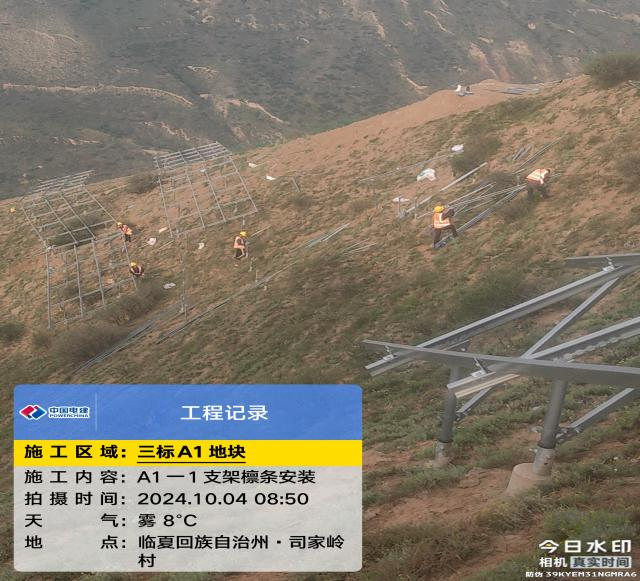 中国电建
POWERCHINA
工程记录
施工区域：三标A1地块
施工内容：A1一1支架檩条安装
拍摄时间：2024.10.04 08:50
天气：雾 8°C
地点：临夏回族自治州·司家岭
村
今日水印
相机 真实时间
防伪 39KYEM31NGMRA6